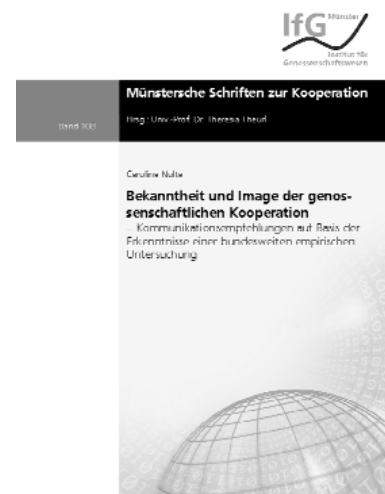 IfG Münster
Institut für
Genossenschaftswesen
Münstersche Schriften zur Kooperation
Hrsg.: Univ.-Prof. Dr. Theresia Theurl
Band
Caroline Nolte
Bekanntheit und Image der genos-
senschaftlichen Kooperation
– Kommunikationsempfehlungen auf Basis der
Erkenntnisse einer bundesweiten empirischen
Untersuchung